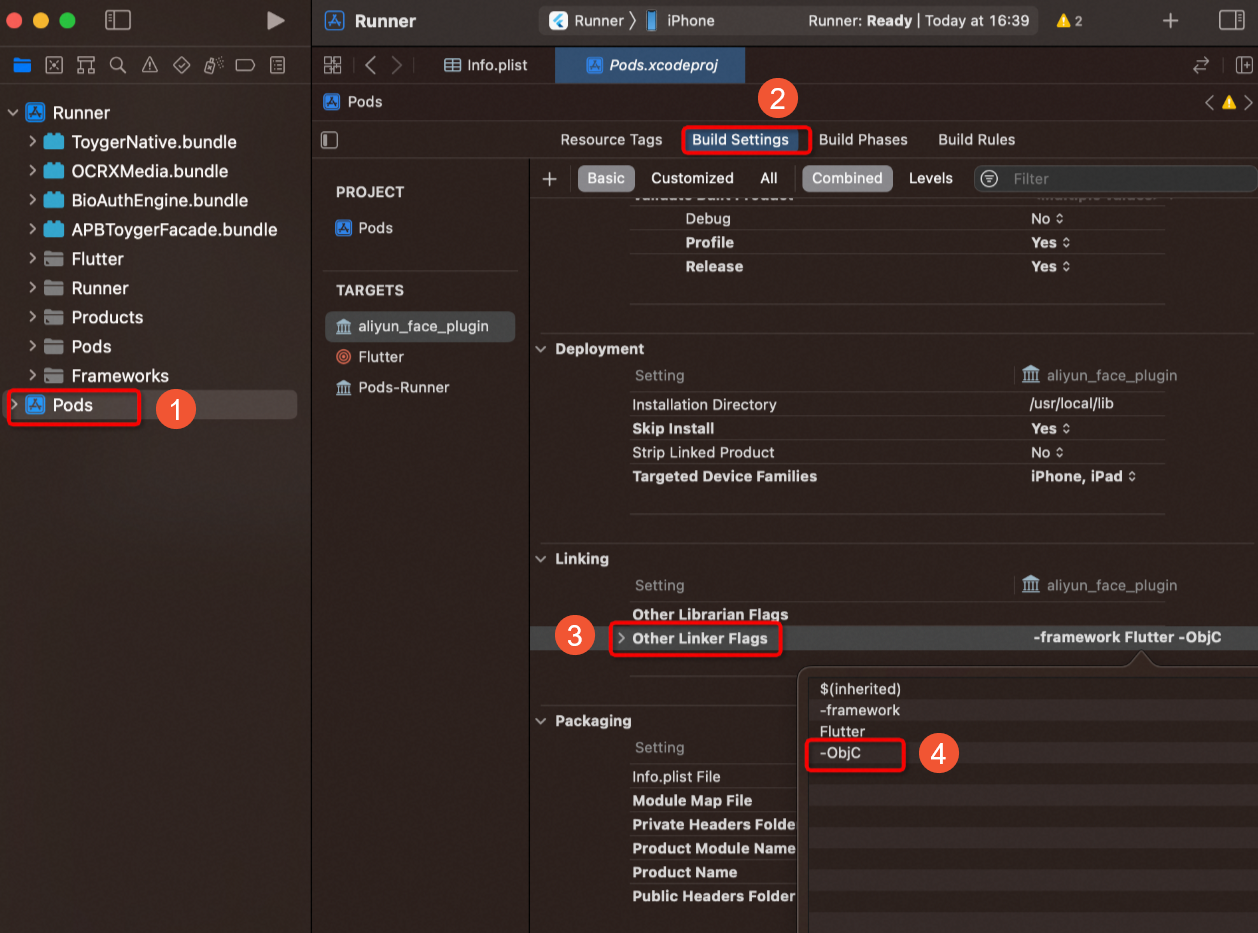 Runner
Runner
iPhone
Runner: Ready | Today at 16:39
2
Info.plist
Pods.xcodeproj
Pods
2
Resource Tags
Build Settings
Build Phases
Build Rules
Basic
Customized
All
Combined
Levels
Filter
Runner
ToygerNative.bundle
OCRXMedia.bundle
BioAuthEngine.bundle
APBToygerFacade.bundle
Flutter
Runner
Products
Pods
Frameworks
Pods
1
PROJECT
Pods
TARGETS
aliyun_face_plugin
Flutter
Pods-Runner
Validate Built Product
Debug No
Profile Yes
Release Yes
Deployment
Setting aliyun_face_plugin
Installation Directory /usr/local/lib
Skip Install Yes
Strip Linked Product No
Targeted Device Families iPhone, iPad
Linking
Setting aliyun_face_plugin
Other Librarian Flags
3
Other Linker Flags -framework Flutter -ObjC
$(inherited)
-framework
Flutter
-ObjC
4
Packaging
Setting
Info.plist File
Module Map File
Private Headers Folde
Product Module Name
Product Name
Public Headers Folder